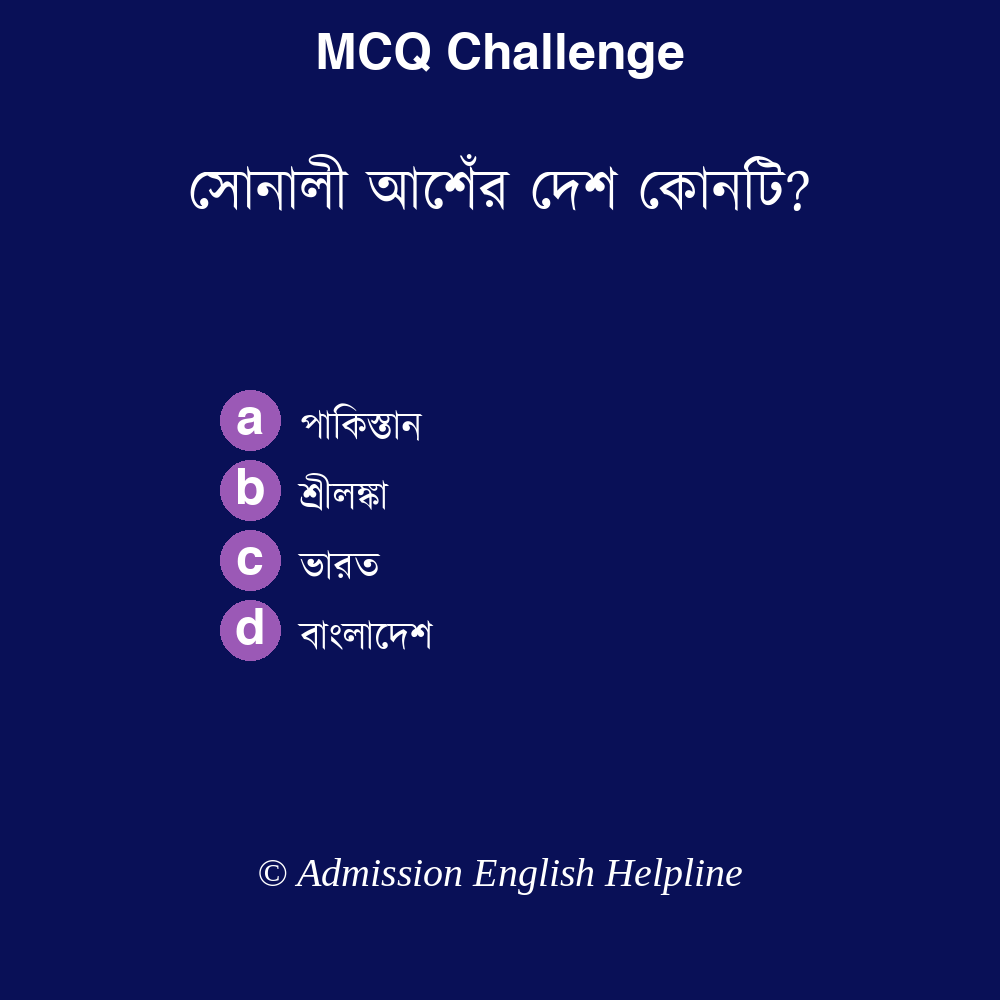 MCQ Challenge
সোনালী আশেঁর দেশ কোনটি?
a পাকিস্তান
b শ্রীলঙ্কা
c ভারত
d বাংলাদেশ
© Admission English Helpline